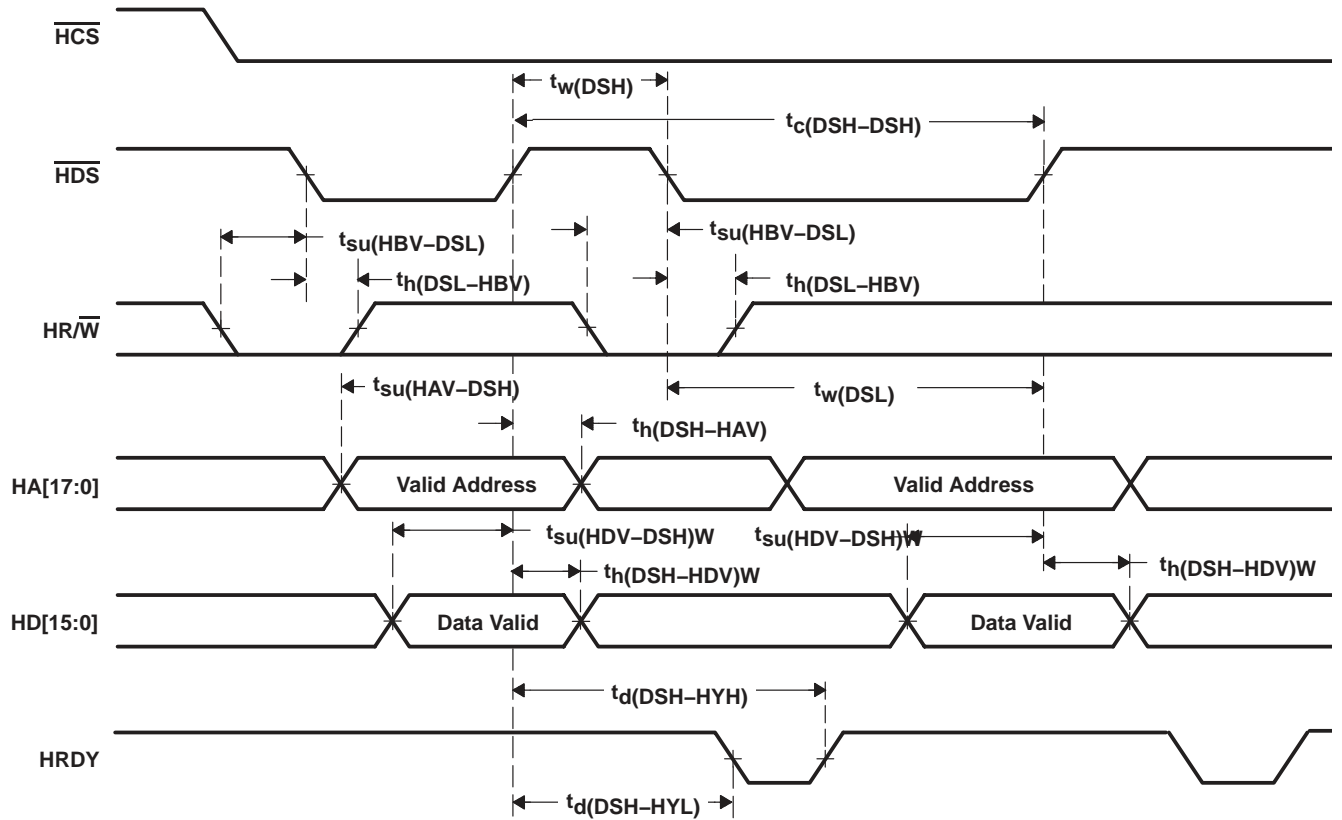 HCS
tw(DSH)
tc(DSH–DSH)
HDS
tsu(HBV–DSL)
tsu(HBV–DSL)
th(DSL–HBV)
th(DSL–HBV)
HR/W
tsu(HAV–DSH)
tw(DSL)
th(DSH–HAV)
HA[17:0]
Valid Address
Valid Address
tsu(HDV–DSH)W
tsu(HDV–DSH)W
th(DSH–HDV)W
th(DSH–HDV)W
HD[15:0]
Data Valid
Data Valid
td(DSH–HYH)
HRDY
td(DSH–HYL)